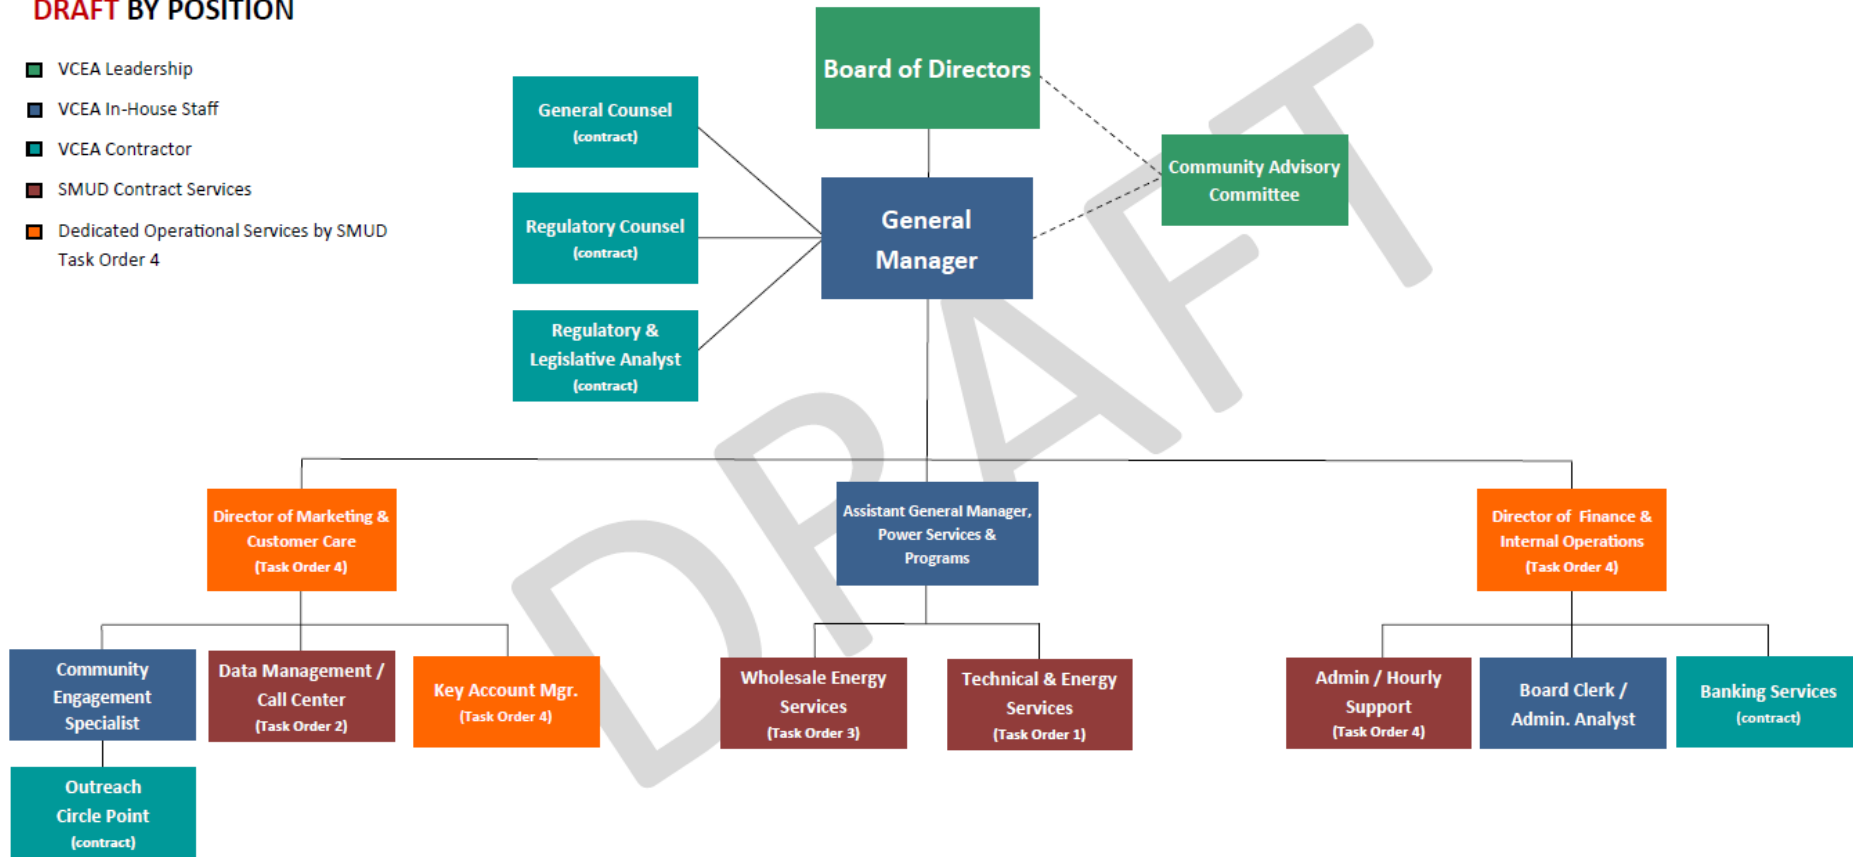 DRAFT BY POSITION
VCEA Leadership
VCEA In-House Staff
VCEA Contractor
SMUD Contract Services
Dedicated Operational Services by SMUD
Task Order 4
Board of Directors
General Counsel
(contract)
Community Advisory
Committee
Regulatory Counsel
(contract)
General
Manager
Regulatory &
Legislative Analyst
(contract)
DRAFT
Director of Marketing &
Customer Care
(Task Order 4)
Assistant General Manager,
Power Services &
Programs
Director of Finance &
Internal Operations
(Task Order 4)
Community
Engagement
Specialist
Data Management /
Call Center
(Task Order 2)
Key Account Mgr.
(Task Order 4)
Wholesale Energy
Services
(Task Order 3)
Technical & Energy
Services
(Task Order 1)
Admin / Hourly
Support
(Task Order 4)
Board Clerk /
Admin. Analyst
Banking Services
(contract)
Outreach
Circle Point
(contract)